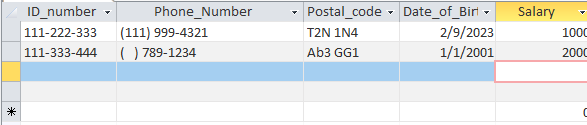 ID_number Phone_Number Postal_code Date_of_Birt Salary
111-222-333 (111) 999-4321 T2N 1N4 2/9/2023 1000
111-333-444 ( ) 789-1234 Ab3 GG1 1/1/2001 2000
* 0